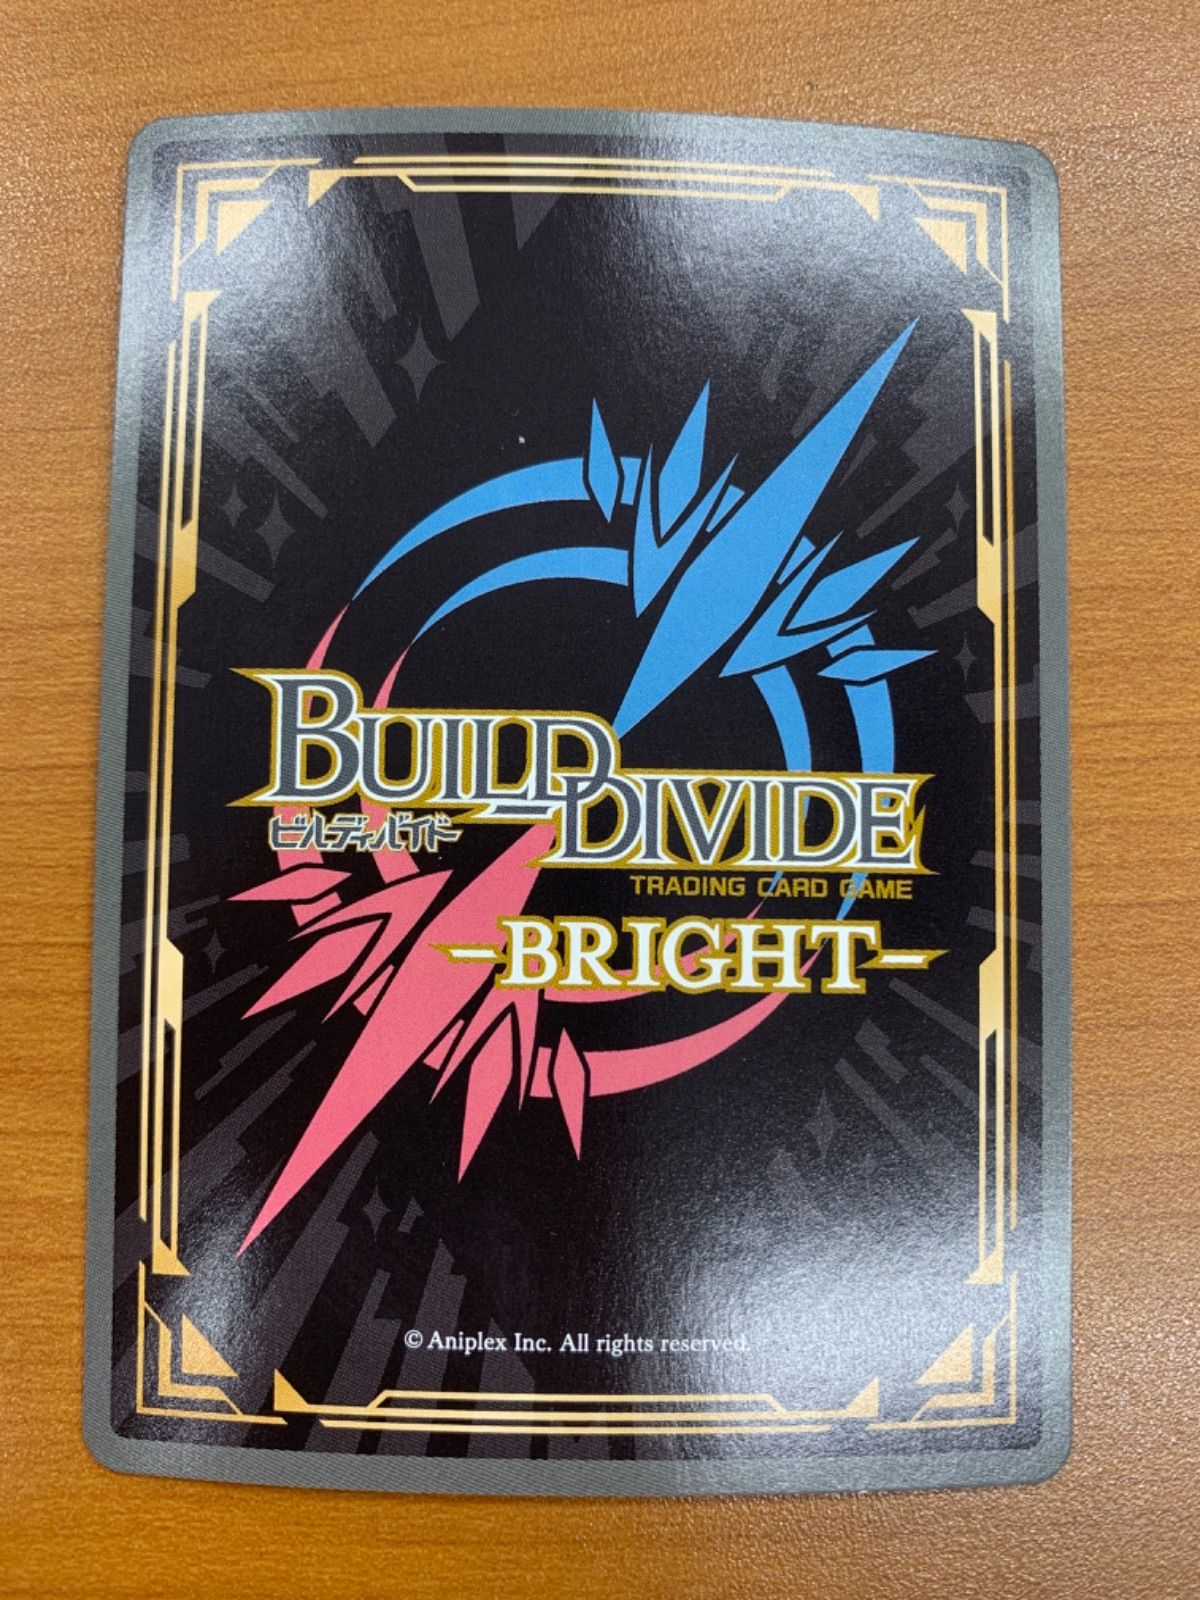 BUILD-DIVIDE
ビルディバイド
TRADING CARD GAME
-BRIGHT-
© Aniplex Inc. All rights reserved.